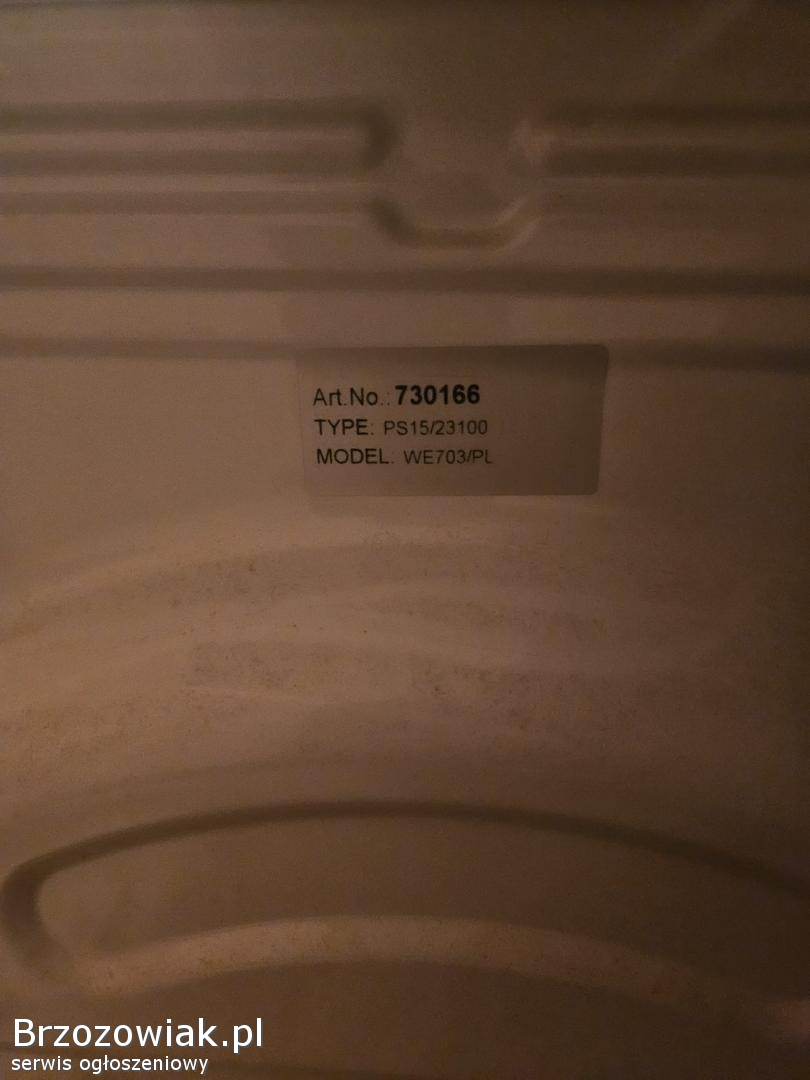 Art.No.: 730166
TYPE: PS15/23100
MODEL: WE703/PL
Brzozowiak.pl
serwis ogłoszeniowy